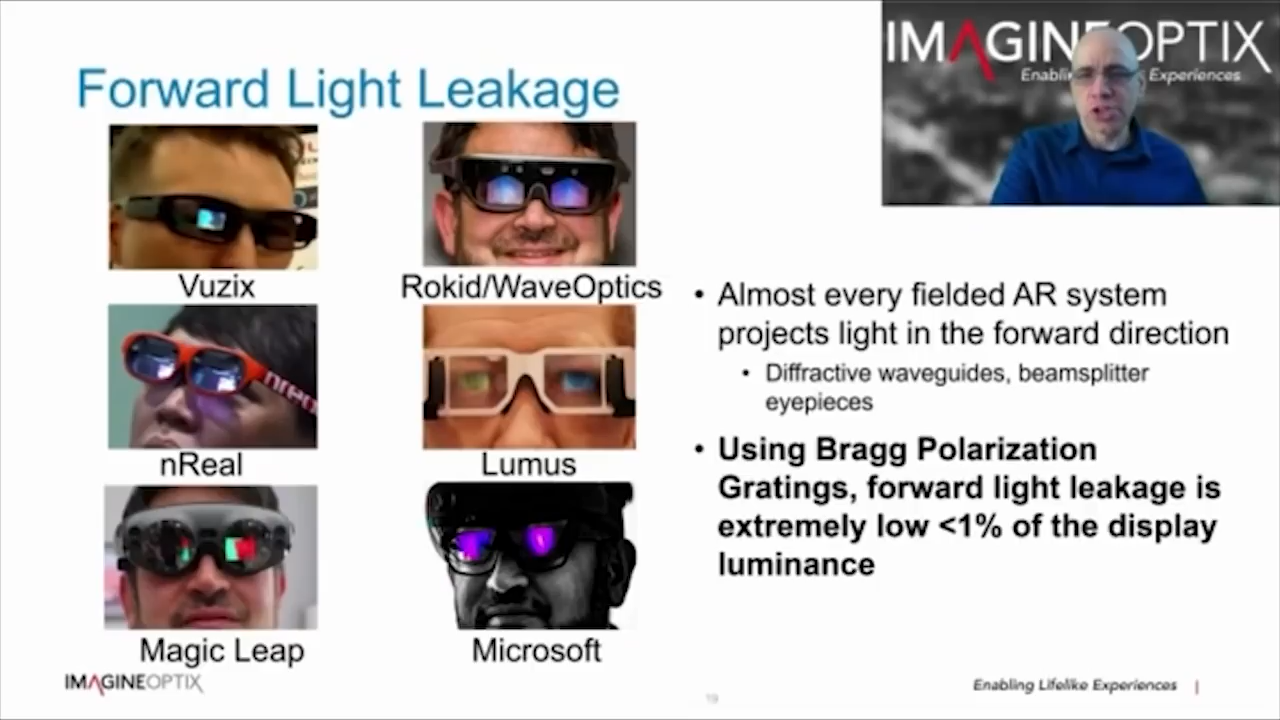 IMAGINEOPTIX
Experiences
Forward Light Leakage
Vuzix
Rokid/WaveOptics
nReal
Lumus
Magic Leap
Microsoft
• Almost every fielded AR system
projects light in the forward direction
• Diffractive waveguides, beamsplitter
eyepieces
• Using Bragg Polarization
Gratings, forward light leakage is
extremely low <1% of the display
luminance
IMAGINEOPTIX
19
Enabling Lifelike Experiences |